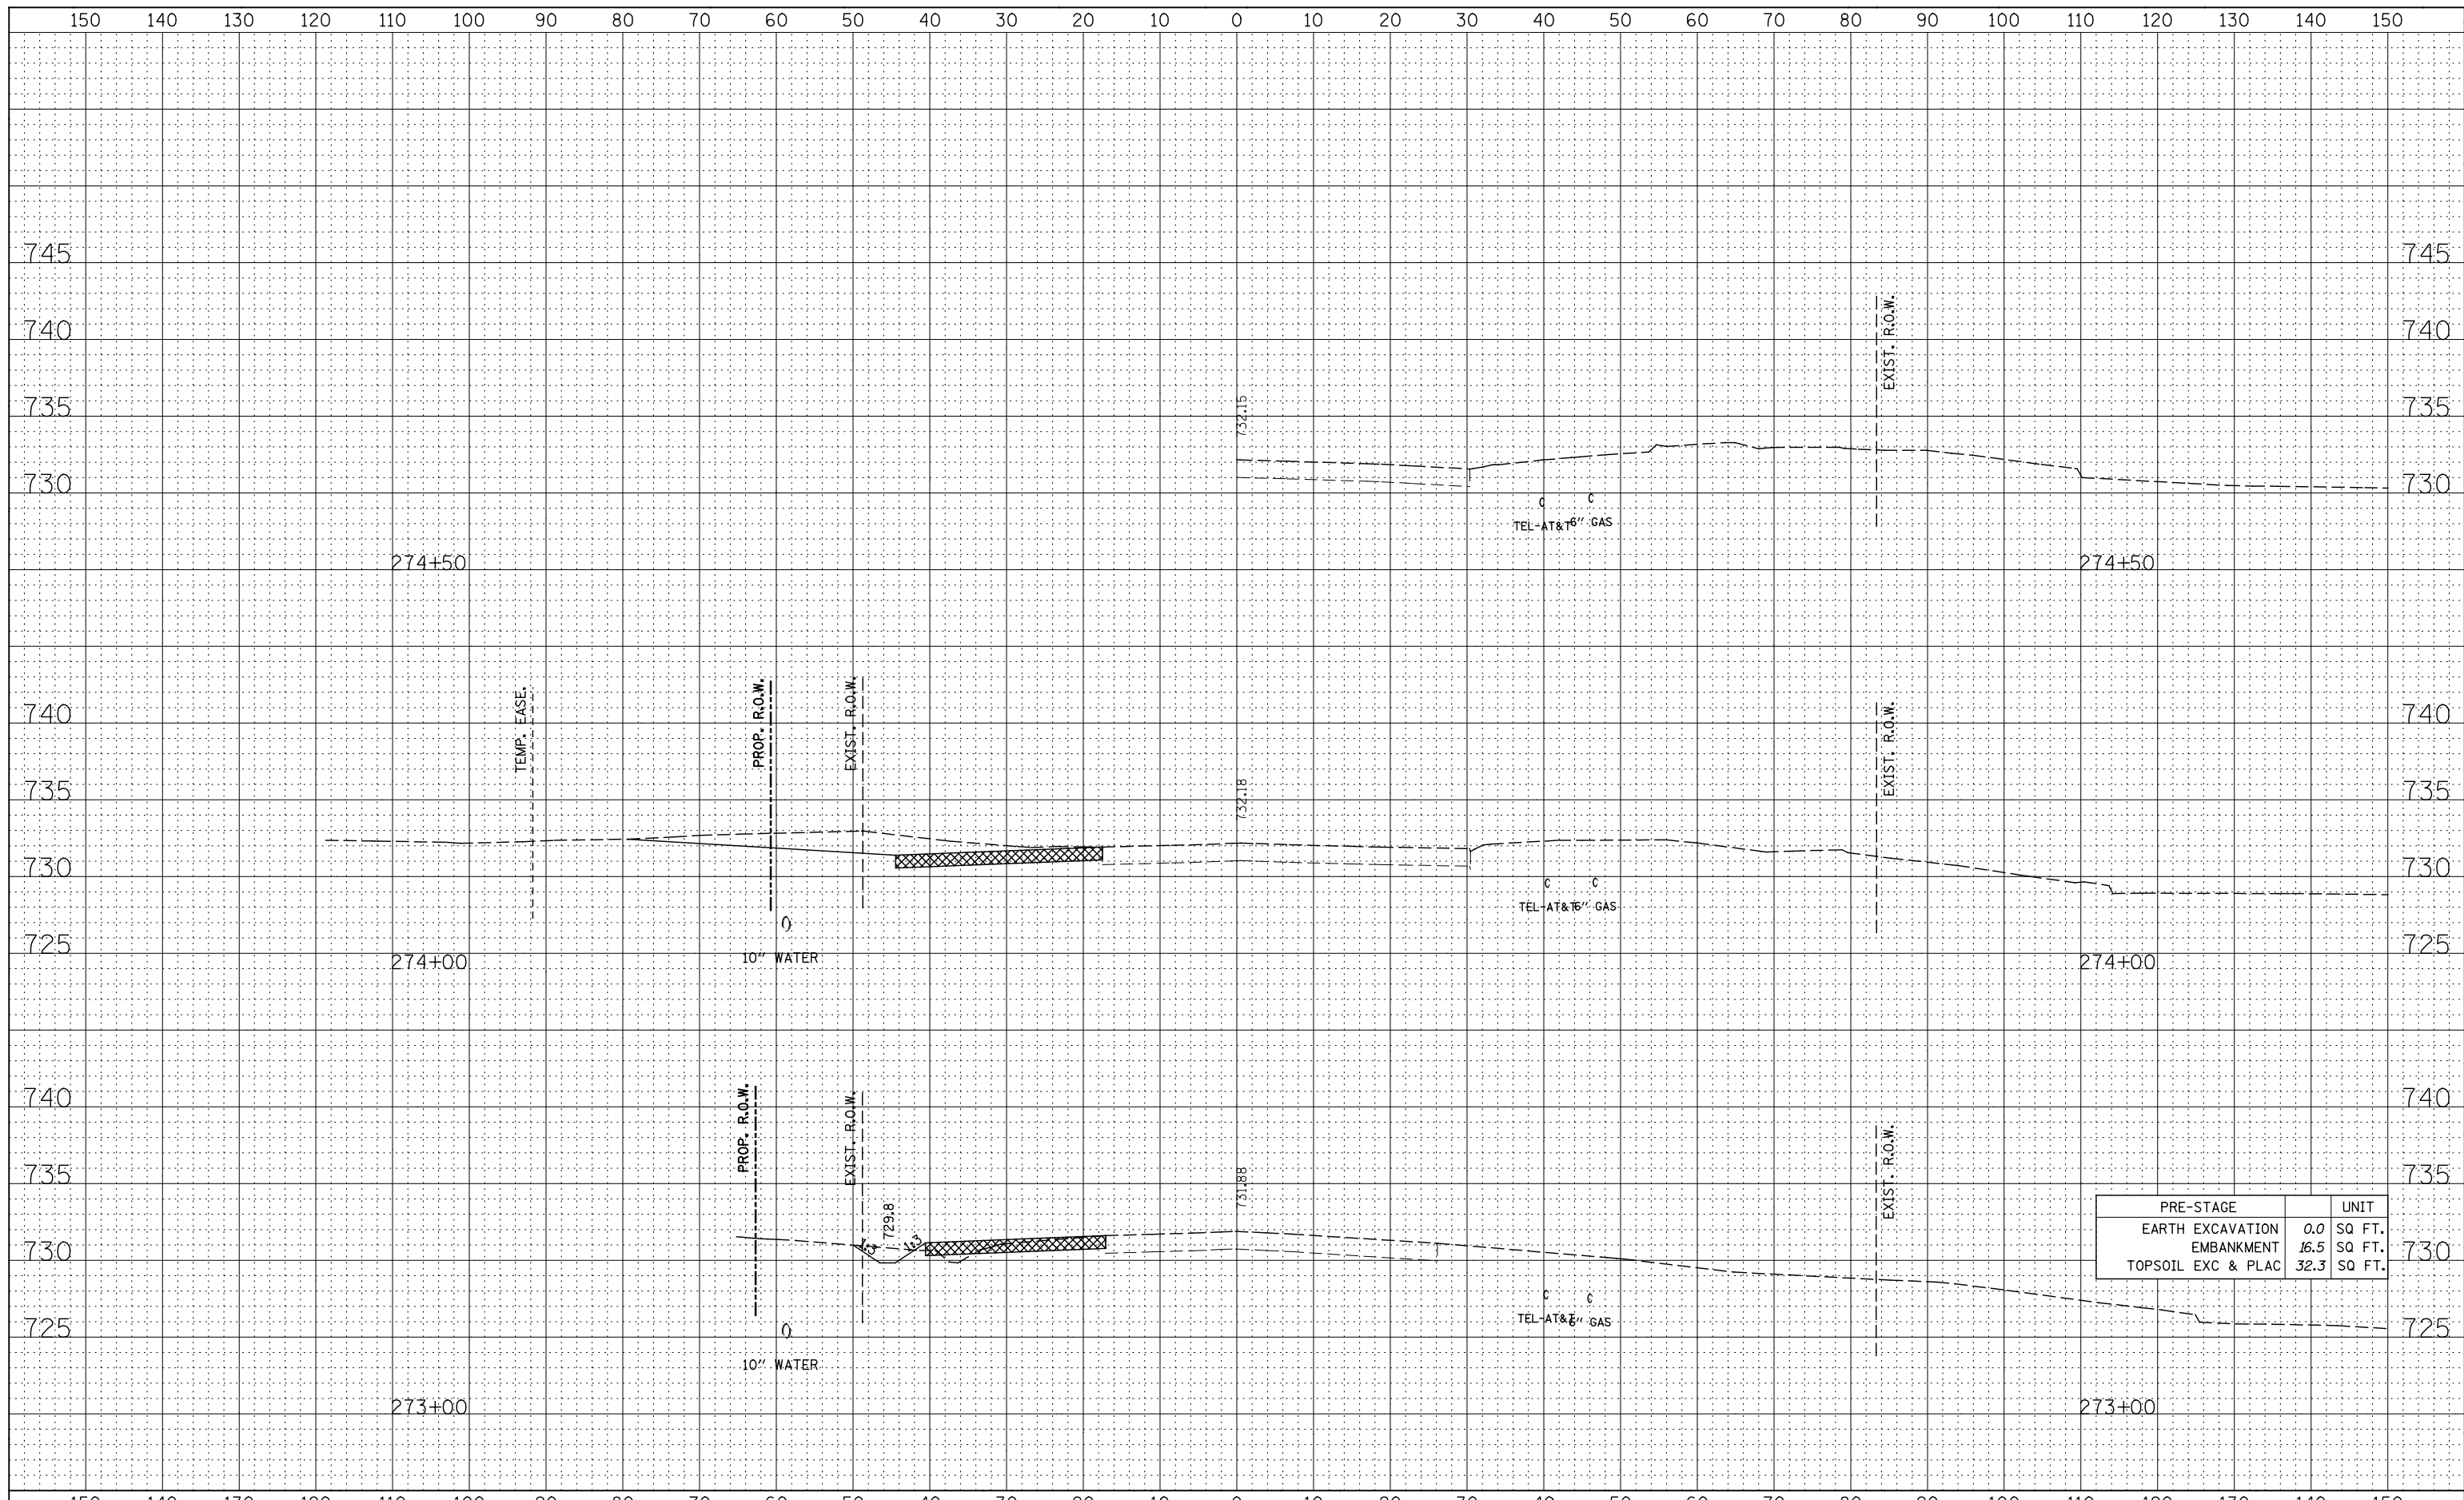 150 140 130 120 110 100 90 80 70 60 50 40 30 20 10 0 10 20 30 40 50 60 70 80 90 100 110 120 130 140 150
745 745
EXIST. R.O.W.
740 740
735 732.15 735
730 730
TEL-AT&T 6" GAS
274+50 274+50
TEMP. EASE. PROP. R.O.W. EXIST. R.O.W. EXIST. R.O.W.
740 740
735 732.18 735
730 730
TEL-AT&T 6" GAS
725 725
10" WATER
274+00 274+00
PROP. R.O.W. EXIST. R.O.W. EXIST. R.O.W.
740 740
735 731.88 735
729.8
1:3 1:3
730 730
PRE-STAGE UNIT
EARTH EXCAVATION 0.0 SQ FT.
EMBANKMENT 16.5 SQ FT.
TOPSOIL EXC & PLAC 32.3 SQ FT.
TEL-AT&T 6" GAS
725 725
10" WATER
273+00 273+00